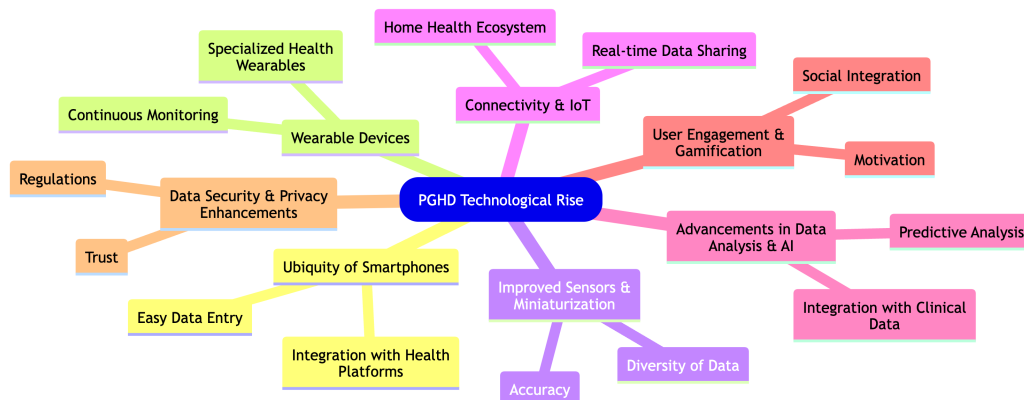 Home Health Ecosystem
Real-time Data Sharing
Specialized Health
Wearables
Social Integration
Continuous Monitoring
Connectivity & IoT
Wearable Devices
User Engagement &
Gamification
Motivation
Regulations
Data Security & Privacy
Enhancements
PGHD Technological Rise
Trust
Ubiquity of Smartphones
Advancements in Data
Analysis & AI
Predictive Analysis
Improved Sensors &
Miniaturization
Easy Data Entry
Integration with Clinical
Data
Integration with Health
Platforms
Diversity of Data
Accuracy